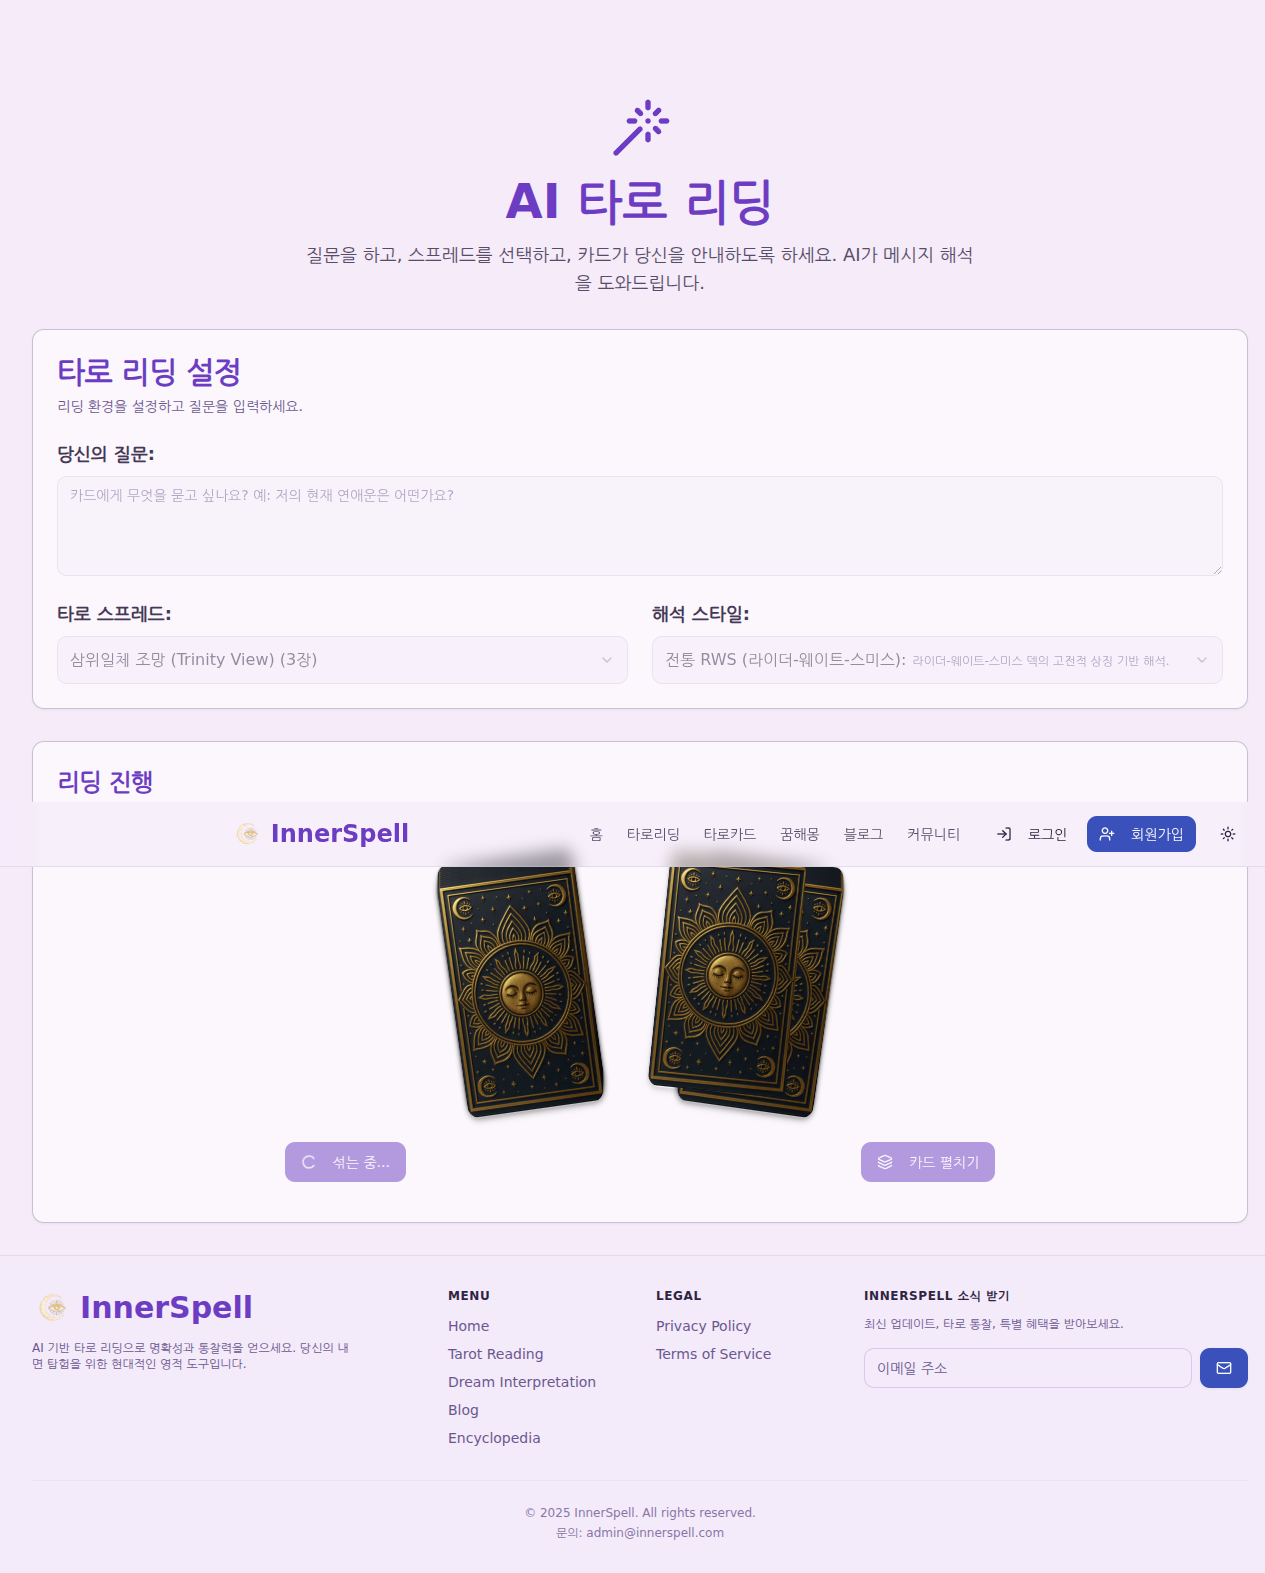 AI 타로 리딩
질문을 하고, 스프레드를 선택하고, 카드가 당신을 안내하도록 하세요. AI가 메시지 해석
을 도와드립니다.
타로 리딩 설정
리딩 환경을 설정하고 질문을 입력하세요.
당신의 질문:
카드에게 무엇을 묻고 싶나요? 예: 저의 현재 연애운은 어떤가요?
타로 스프레드:
해석 스타일:
삼위일체 조망 (Trinity View) (3장)
전통 RWS (라이더-웨이트-스미스): 라이더-웨이트-스미스 덱의 고전적 상징 기반 해석.
리딩 진행
InnerSpell
홈 타로리딩 타로카드 꿈해몽 블로그 커뮤니티 로그인 회원가입
섞는 중...
카드 펼치기
InnerSpell
AI 기반 타로 리딩으로 명확성과 통찰력을 얻으세요. 당신의 내
면 탐험을 위한 현대적인 영적 도구입니다.
MENU
Home
Tarot Reading
Dream Interpretation
Blog
Encyclopedia
LEGAL
Privacy Policy
Terms of Service
INNERSPELL 소식 받기
최신 업데이트, 타로 통찰, 특별 혜택을 받아보세요.
이메일 주소
© 2025 InnerSpell. All rights reserved.
문의: admin@innerspell.com